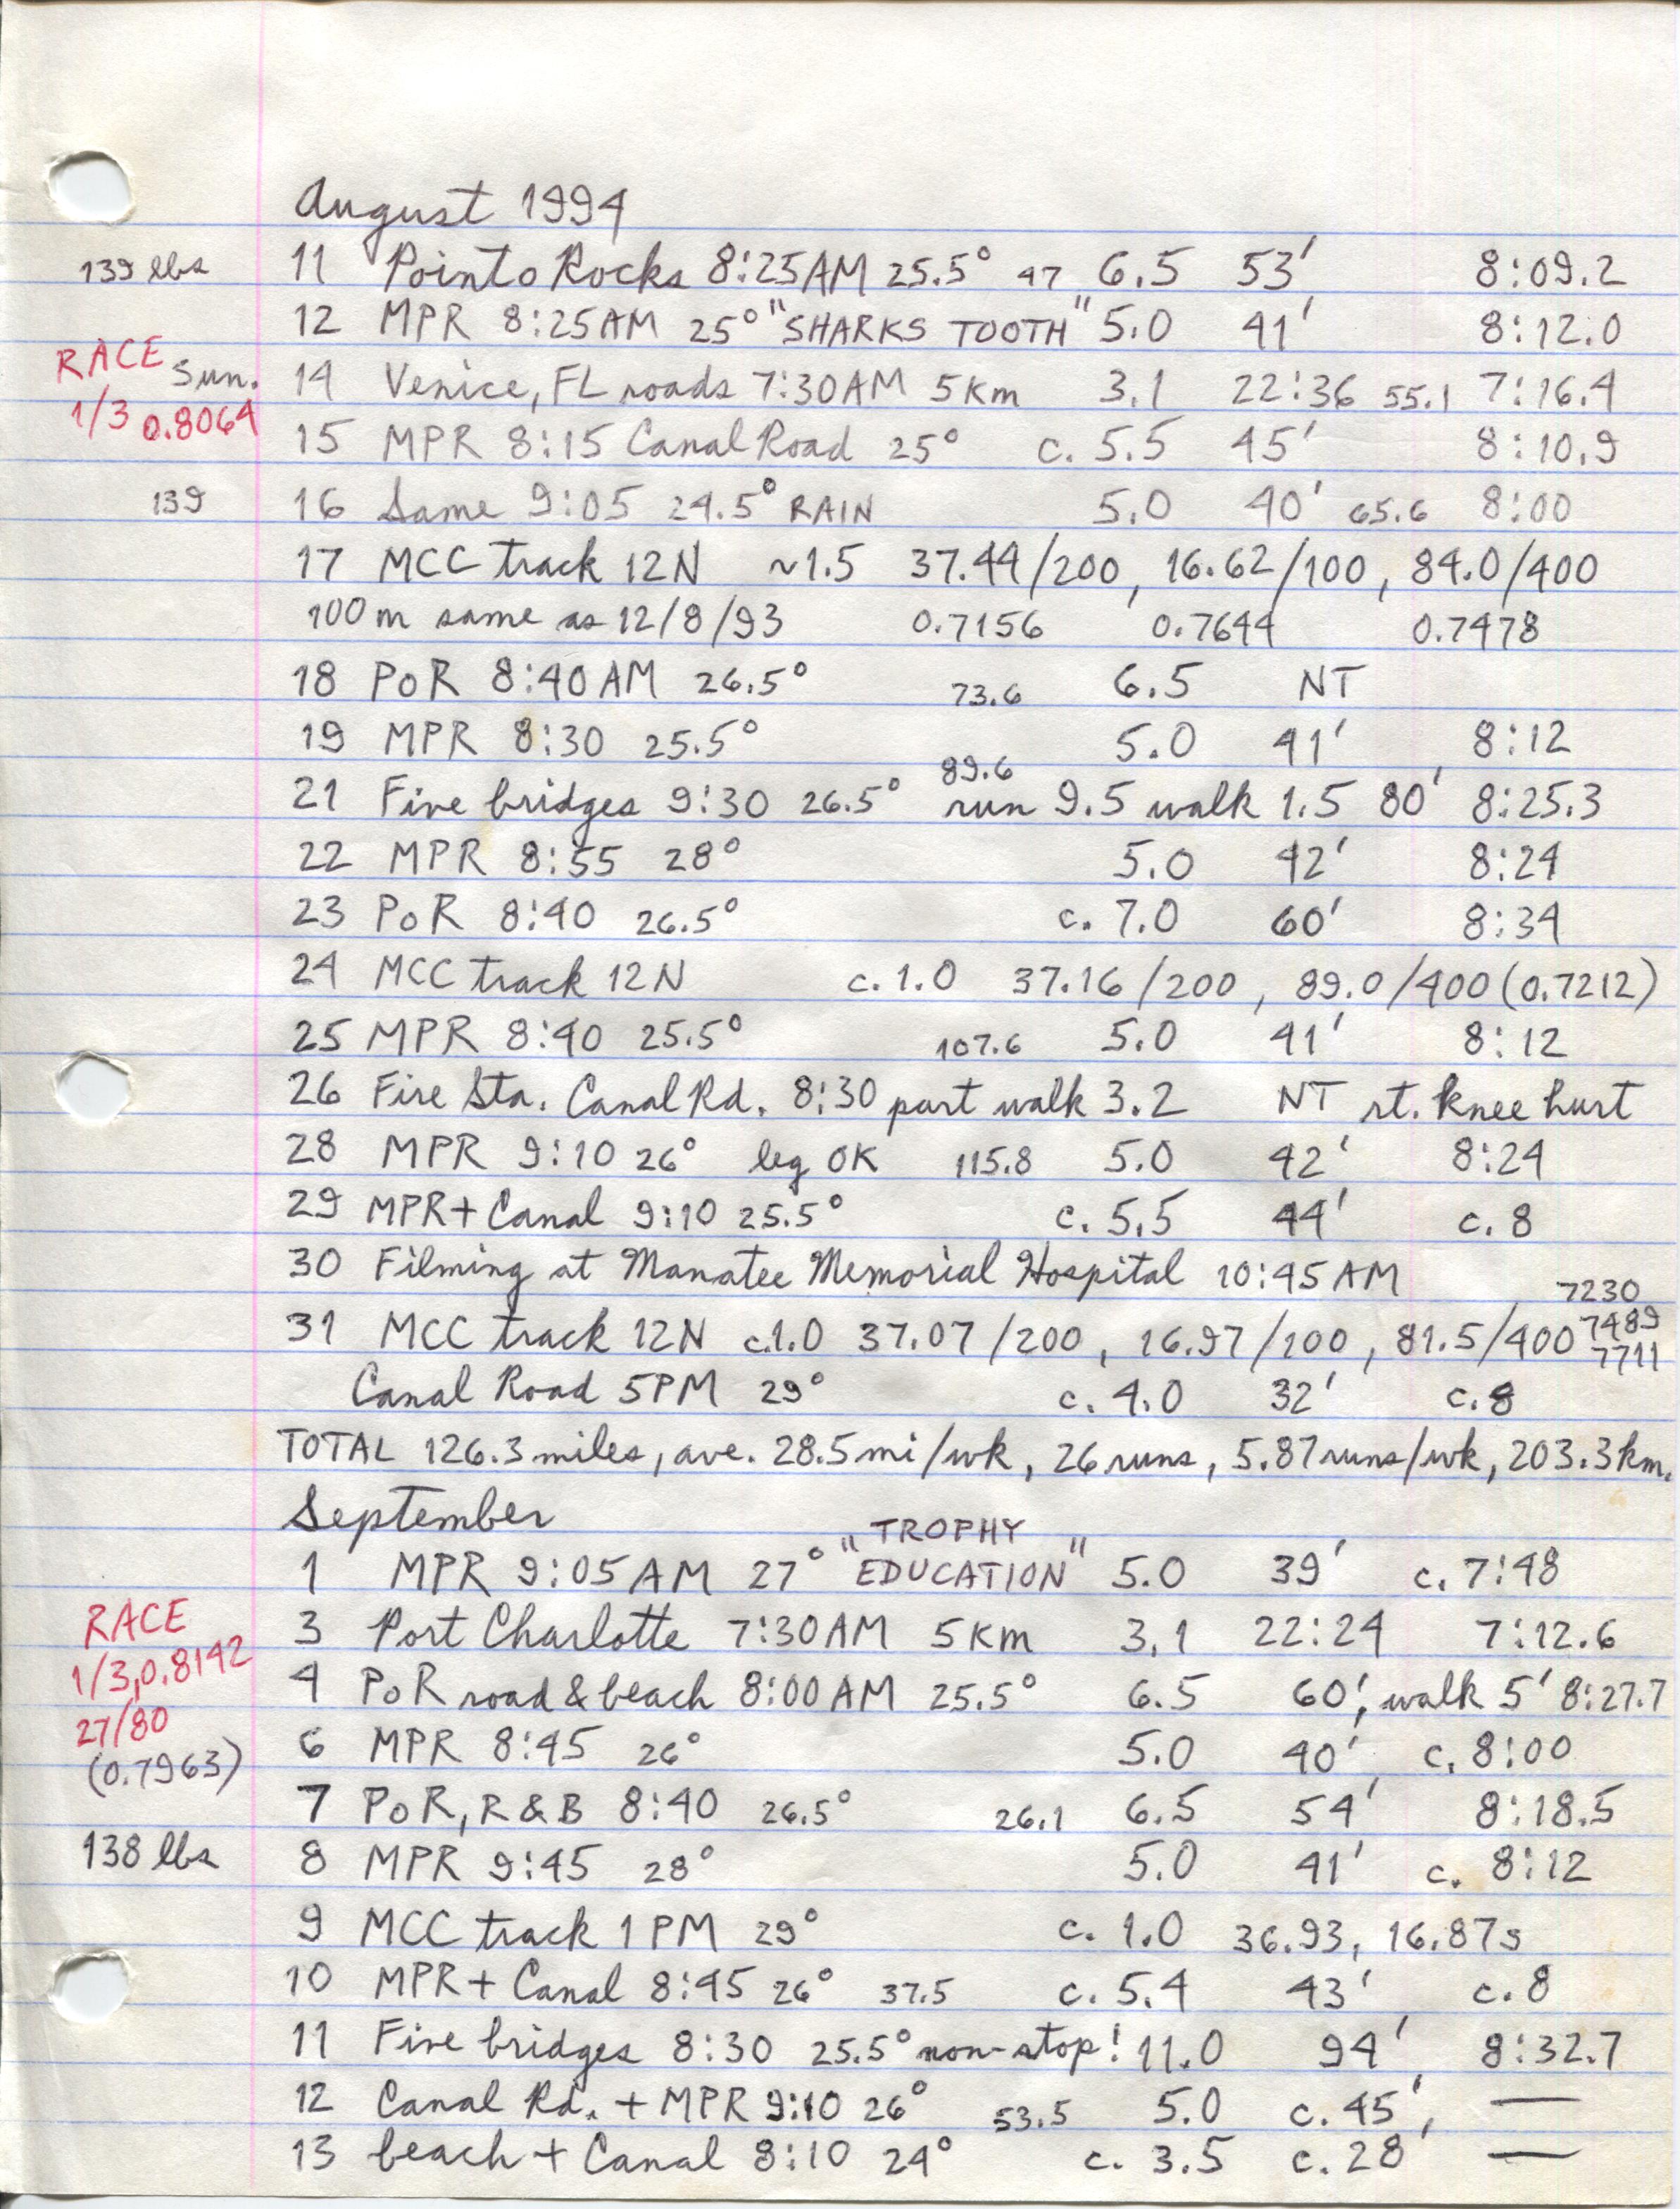 August 1994
139 lbs 11 Pointo Rocks 8:25AM 25.5° 47 6.5 53' 8:09.2
12 MPR 8:25AM 25° "SHARKS TOOTH" 5.0 41' 8:12.0
RACE Sun. 14 Venice, FL roads 7:30AM 5Km 3.1 22:36 55.1 7:16.4
1/3 0.8064
15 MPR 8:15 Canal Road 25° c. 5.5 45' 8:10.9
139 16 Same 9:05 24.5° RAIN 5.0 40' 65.6 8:00
17 MCC track 12N ~1.5 37.44/200, 16.62/100, 84.0/400
100m same as 12/8/93 0.7156 0.7644 0.7478
18 PoR 8:40AM 26.5° 73.6 6.5 NT
19 MPR 8:30 25.5° 5.0 41' 8:12
21 Five bridges 9:30 26.5° 89.6 run 9.5 walk 1.5 80' 8:25.3
22 MPR 8:55 28° 5.0 42' 8:24
23 PoR 8:40 26.5° c. 7.0 60' 8:34
24 MCC track 12N c. 1.0 37.16/200, 89.0/400 (0.7212)
25 MPR 8:40 25.5° 107.6 5.0 41' 8:12
26 Fire Sta. Canal Rd. 8:30 part walk 3.2 NT rt. knee hurt
28 MPR 9:10 26° leg OK 115.8 5.0 42' 8:24
29 MPR+Canal 9:10 25.5° c. 5.5 44' c. 8
30 Filming at Manatee Memorial Hospital 10:45AM
7230
31 MCC track 12N c.1.0 37.07/200, 16.97/100, 81.5/400 7489
7711
Canal Road 5PM 29° c. 4.0 32' c. 8
TOTAL 126.3 miles, ave. 28.5mi/wk, 26 runs, 5.87 runs/wk, 203.3km.
September
1 MPR 9:05AM 27° "TROPHY EDUCATION" 5.0 39' c. 7:48
RACE 3 Port Charlotte 7:30AM 5Km 3.1 22:24 7:12.6
1/3, 0.8142
4 PoR road & beach 8:00AM 25.5° 6.5 60', walk 5' 8:27.7
27/80
6 MPR 8:45 26° 5.0 40' c. 8:00
(0.7963)
7 PoR, R&B 8:40 26.5° 26.1 6.5 54' 8:18.5
138 lbs 8 MPR 9:45 28° 5.0 41' c. 8:12
9 MCC track 1PM 29° c. 1.0 36.93, 16.87s
10 MPR+ Canal 8:45 26° 37.5 c. 5.4 43' c. 8
11 Five bridges 8:30 25.5° non-stop! 11.0 94' 8:32.7
12 Canal Rd. + MPR 9:10 26° 53.5 5.0 c. 45', —
13 beach + Canal 8:10 24° c. 3.5 c. 28' —